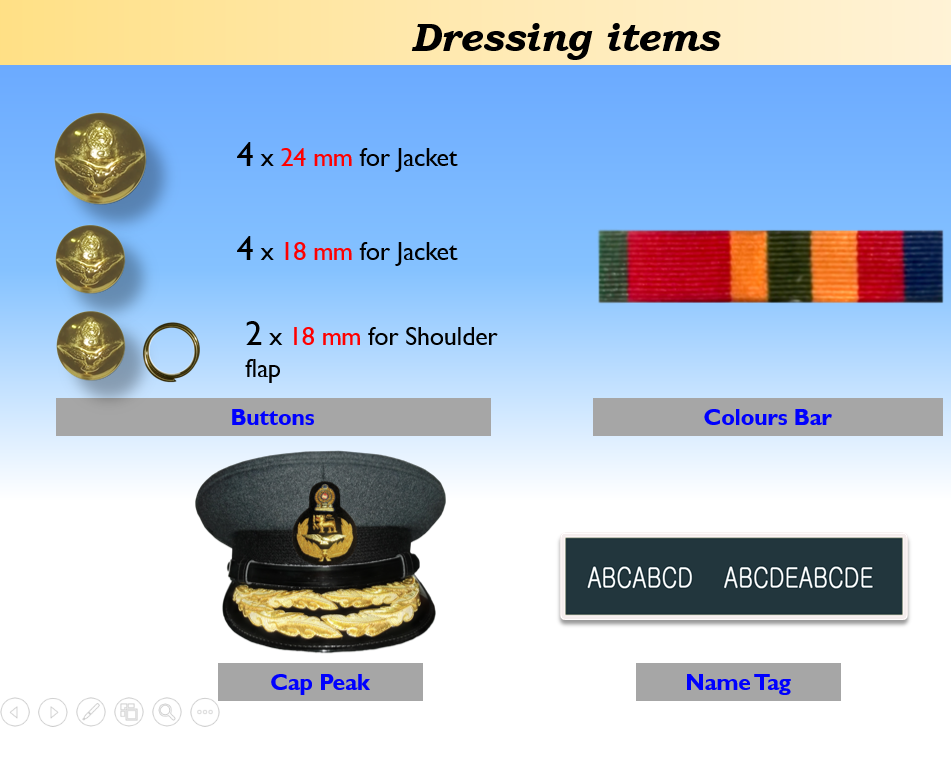 Dressing items
4 x 24 mm for Jacket
4 x 18 mm for Jacket
2 x 18 mm for Shoulder
flap
Buttons
Colours Bar
ABCABCD ABCDEABCDE
Cap Peak
Name Tag